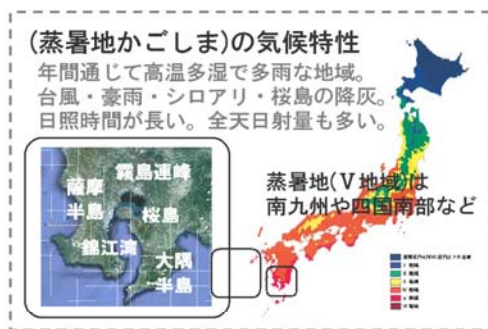 (蒸暑地かごしま)の気候特性
年間通じて高温多湿で多雨な地域。
台風・豪雨・シロアリ・桜島の降灰。
日照時間が長い。全天日射量も多い。
霧島連峰
薩摩
半島
桜島
錦江湾
大隅
半島
蒸暑地(Ⅴ地域)は
南九州や四国南部など